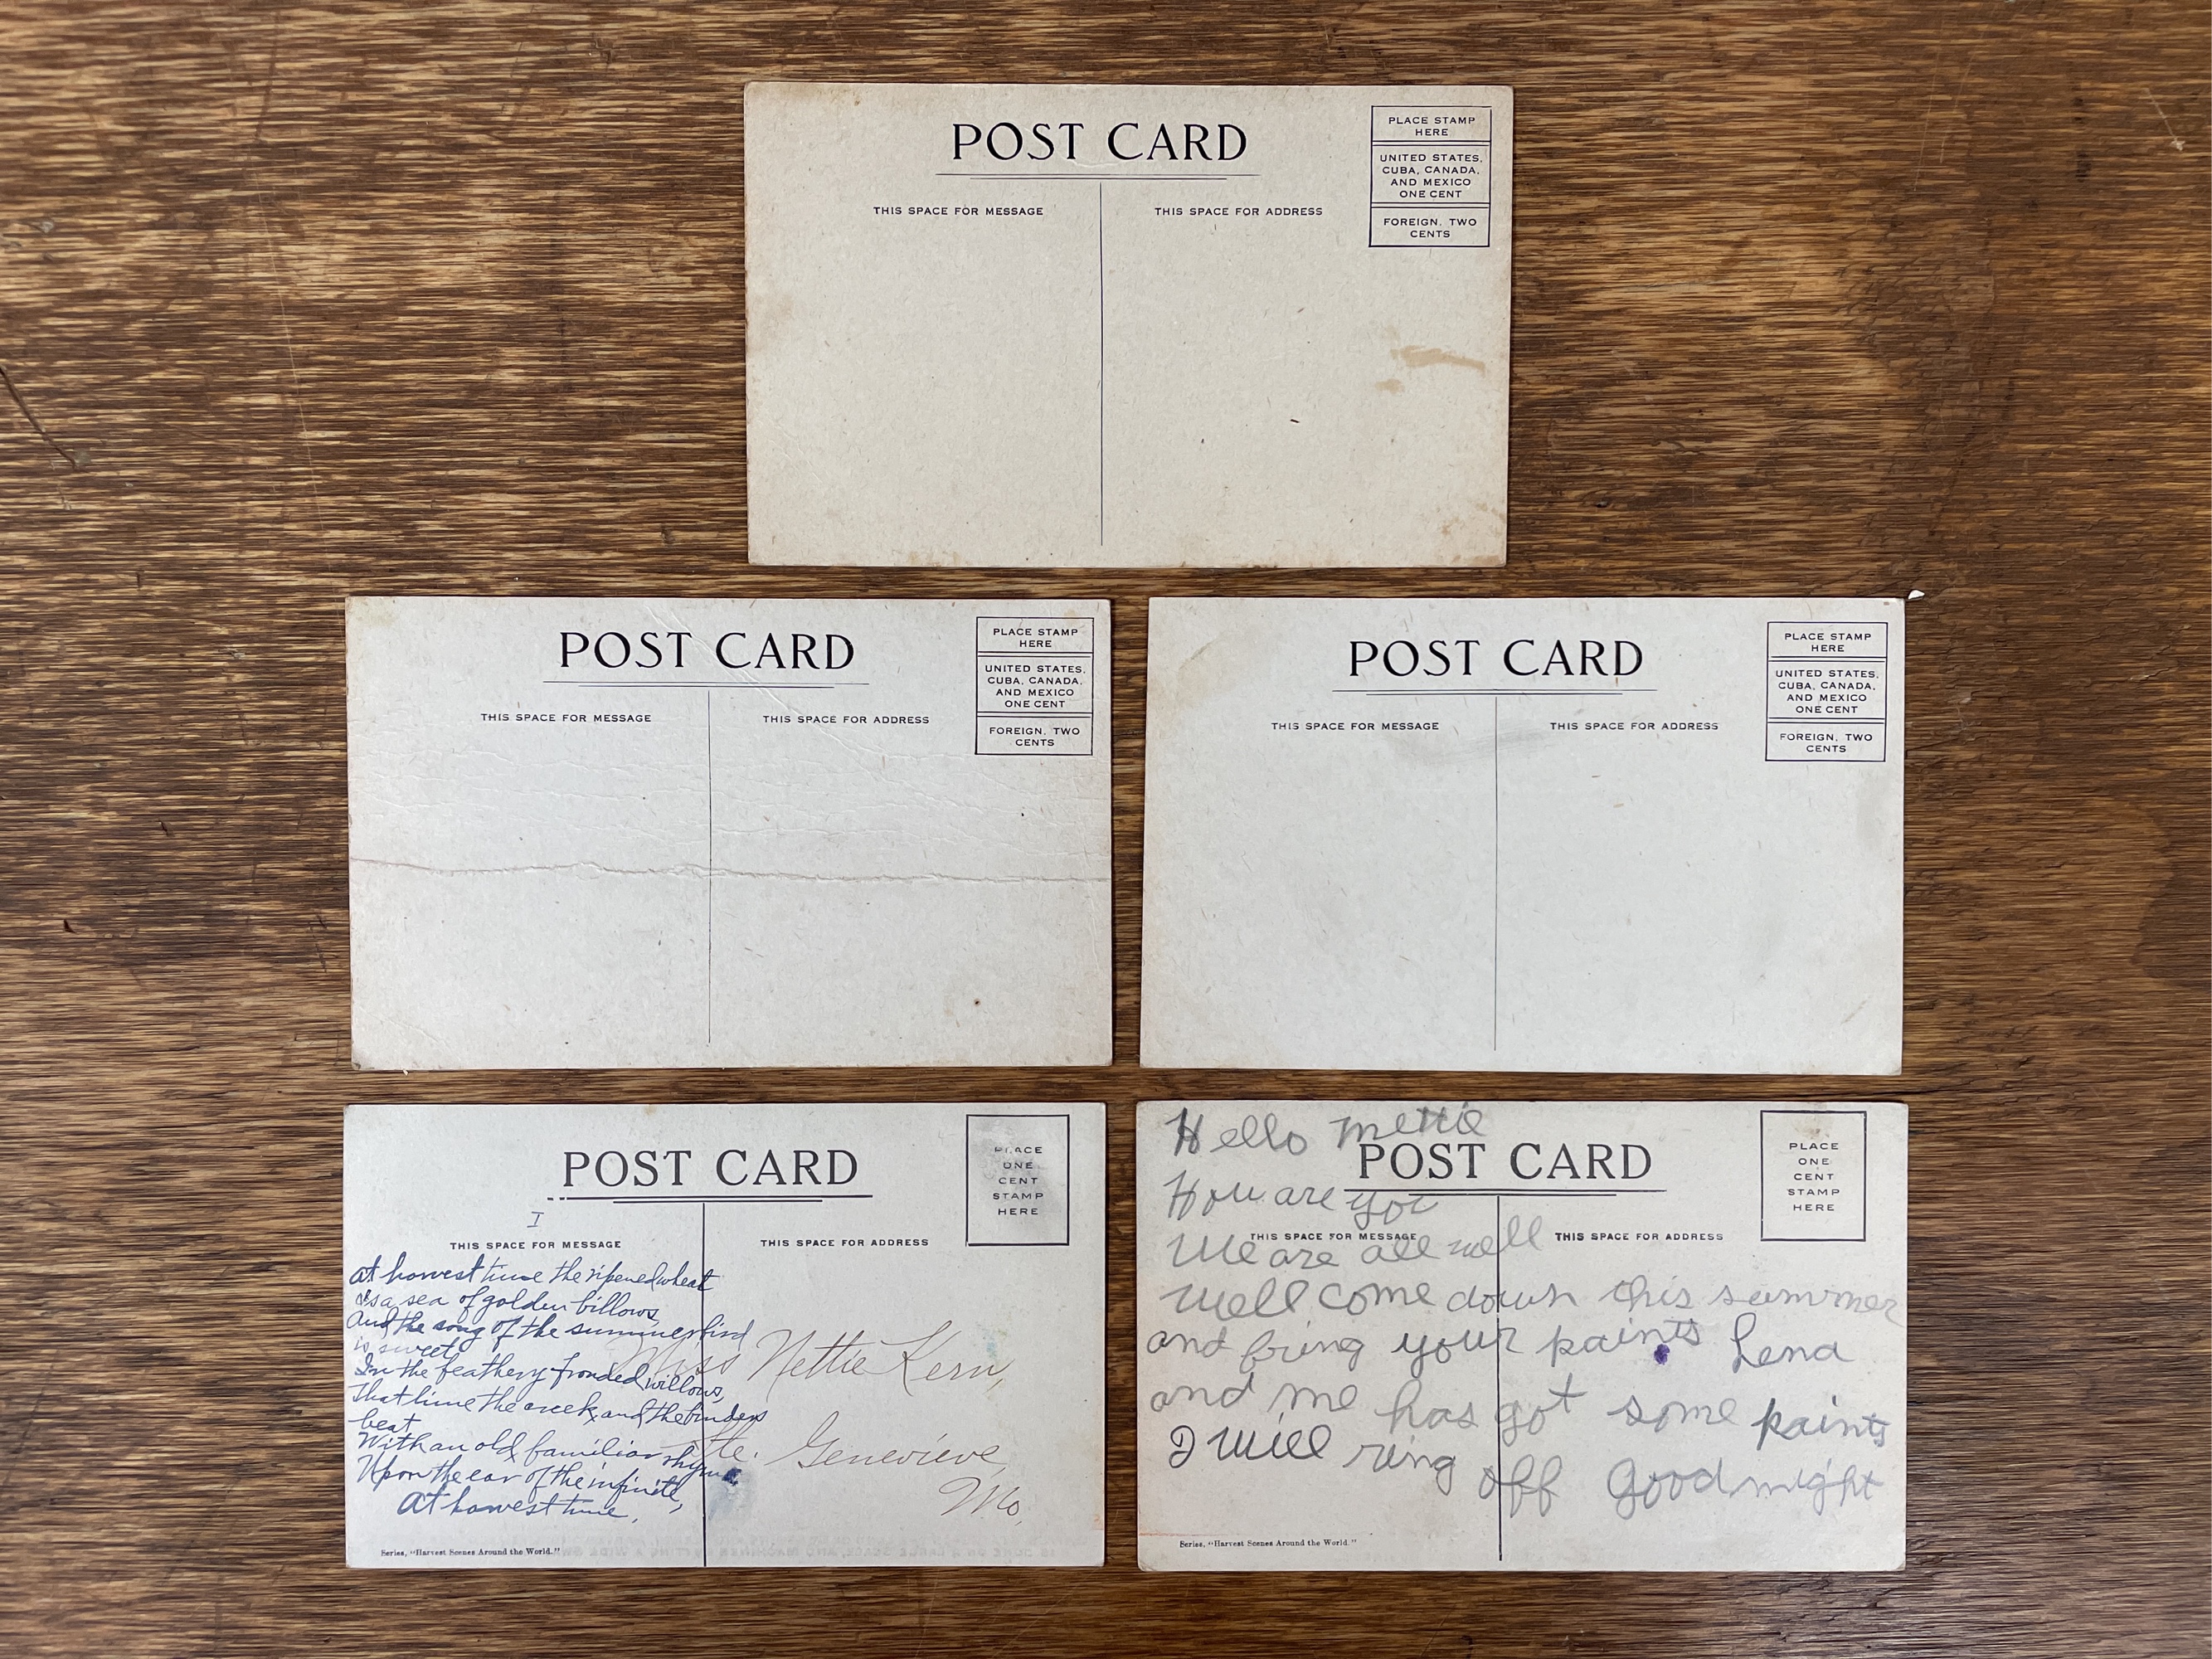 POST CARD
PLACE STAMP
HERE
UNITED STATES,
CUBA, CANADA,
AND MEXICO
ONE CENT
FOREIGN, TWO
CENTS
THIS SPACE FOR MESSAGE
THIS SPACE FOR ADDRESS
POST CARD
PLACE STAMP
HERE
UNITED STATES,
CUBA, CANADA,
AND MEXICO
ONE CENT
FOREIGN, TWO
CENTS
THIS SPACE FOR MESSAGE
THIS SPACE FOR ADDRESS
POST CARD
PLACE STAMP
HERE
UNITED STATES,
CUBA, CANADA,
AND MEXICO
ONE CENT
FOREIGN, TWO
CENTS
THIS SPACE FOR MESSAGE
THIS SPACE FOR ADDRESS
POST CARD
PLACE
ONE
CENT
STAMP
HERE
I
THIS SPACE FOR MESSAGE
THIS SPACE FOR ADDRESS
At harvest time the ripened wheat
Is a sea of golden billows,
And the song of the summer bird
is sweet
In the feathery fronded willows,
That time the creek and the binders
beat
With an old, familiar rhyme
Upon the ear of the infinite,
At harvest time,
Miss Nettie Kern,
Ste. Genevieve,
Mo,
Series, "Harvest Scenes Around the World."
Hello Mettie
POST CARD
PLACE
ONE
CENT
STAMP
HERE
How are you
THIS SPACE FOR MESSAGE
THIS SPACE FOR ADDRESS
We are all well
Well come down this summer
and bring your paints Lena
and me has got some paints
I will ring off Good night
Series, "Harvest Scenes Around the World."